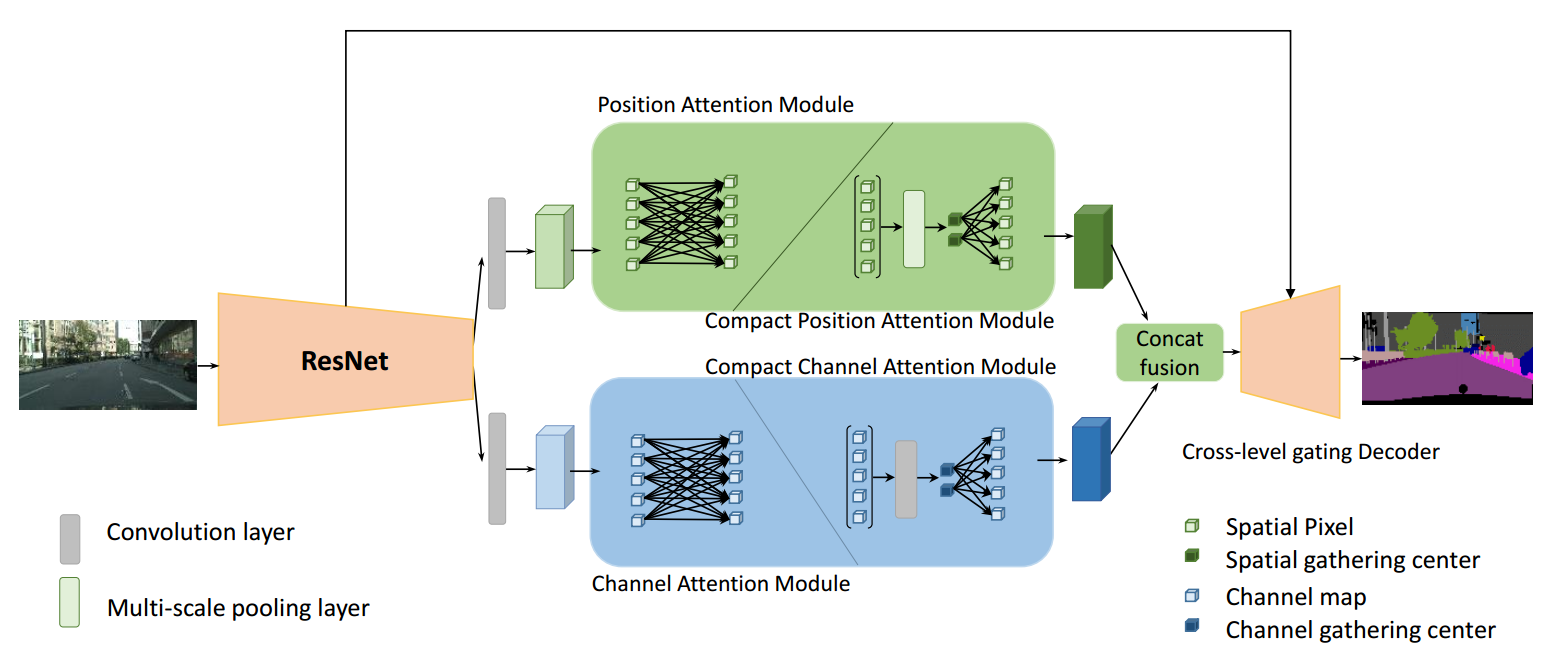 Position Attention Module
Compact Position Attention Module
ResNet
Concat
fusion
Compact Channel Attention Module
Cross-level gating Decoder
Channel Attention Module
Convolution layer
Multi-scale pooling layer
Spatial Pixel
Spatial gathering center
Channel map
Channel gathering center